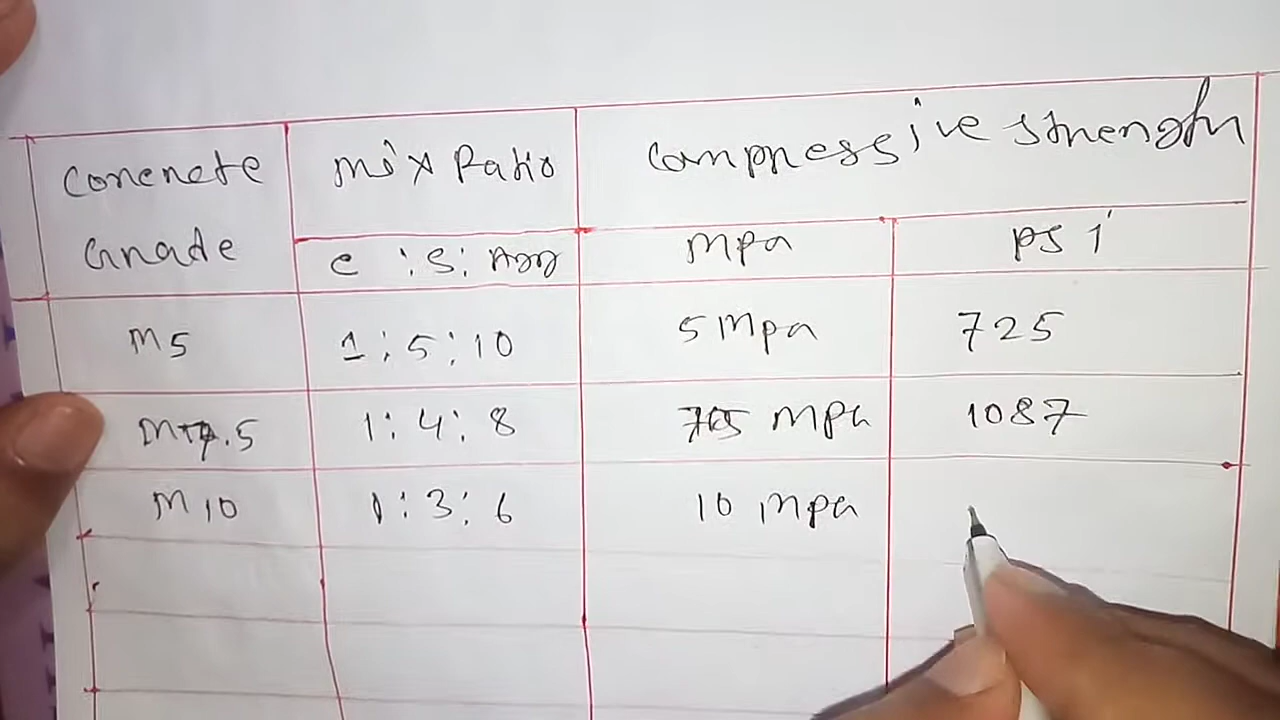 Concrete Grade
mix Ratio
Compressive strength
c : S : Agg
mpa
psi
M5
1:5:10
5 Mpa
725
M7.5
1:4:8
7.5 mpa
1087
M10
1:3:6
10 mpa